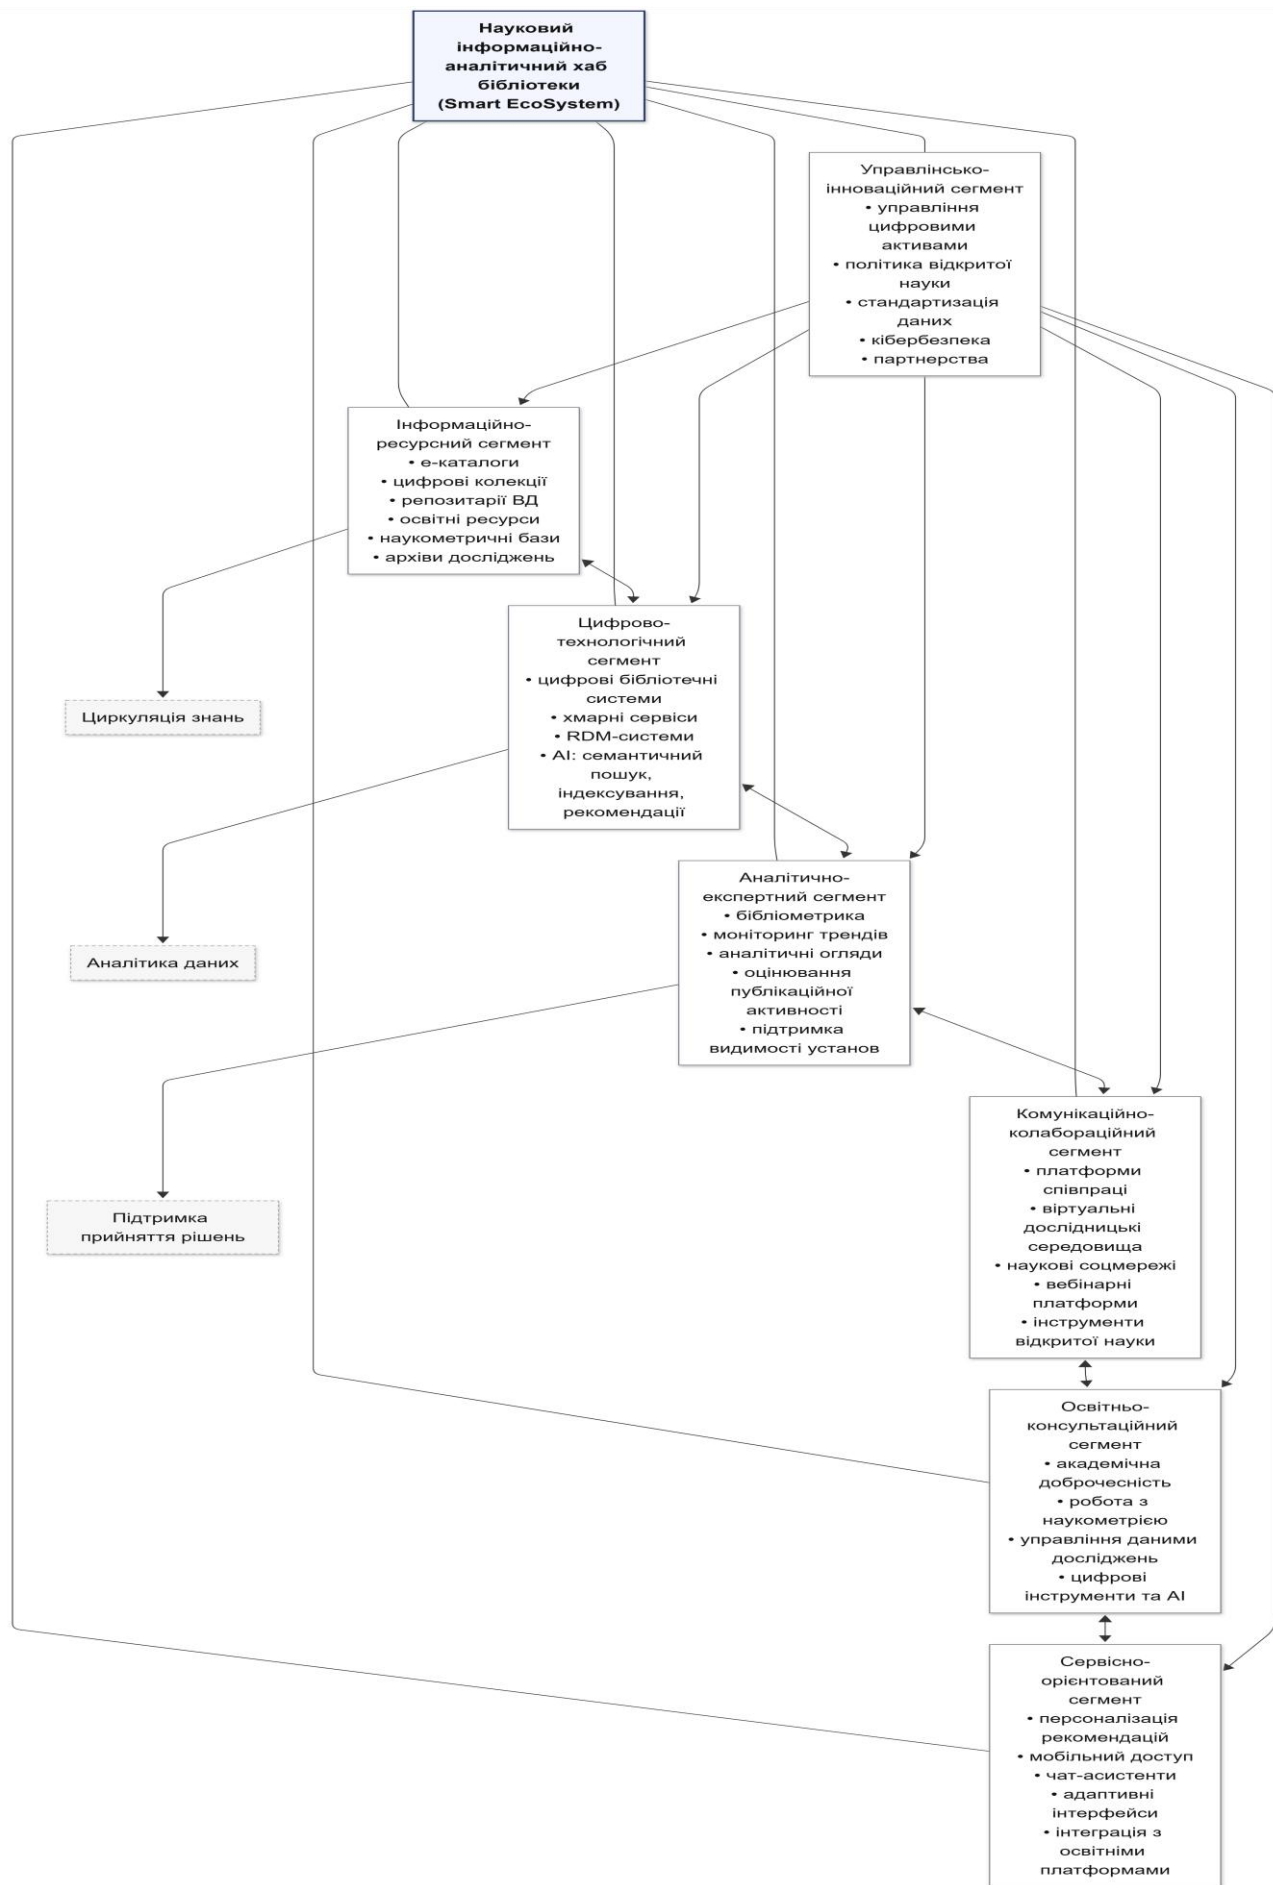 Науковий
інформаційно-
аналітичний хаб
бібліотеки
(Smart EcoSystem)
Управлінсько-
інноваційний сегмент
• управління
цифровими
активами
• політика відкритої
науки
• стандартизація
даних
• кібербезпека
• партнерства
Інформаційно-
ресурсний сегмент
• е-каталоги
• цифрові колекції
• репозитарії ВД
• освітні ресурси
• наукометричні бази
• архіви досліджень
Цифрово-
технологічний
сегмент
• цифрові бібліотечні
системи
• хмарні сервіси
• RDM-системи
• AI: семантичний
пошук,
індексування,
рекомендації
Циркуляція знань
Аналітично-
експертний сегмент
• бібліометрика
• моніторинг трендів
• аналітичні огляди
• оцінювання
публікаційної
активності
• підтримка
видимості установ
Аналітика даних
Комунікаційно-
колабораційний
сегмент
• платформи
співпраці
• віртуальні
дослідницькі
середовища
• наукові соцмережі
• вебінарні
платформи
• інструменти
відкритої науки
Підтримка
прийняття рішень
Освітньо-
консультаційний
сегмент
• академічна
доброчесність
• робота з
наукометрією
• управління даними
досліджень
• цифрові
інструменти та AI
Сервісно-
орієнтований
сегмент
• персоналізація
рекомендацій
• мобільний доступ
• чат-асистенти
• адаптивні
інтерфейси
• інтеграція з
освітніми
платформами